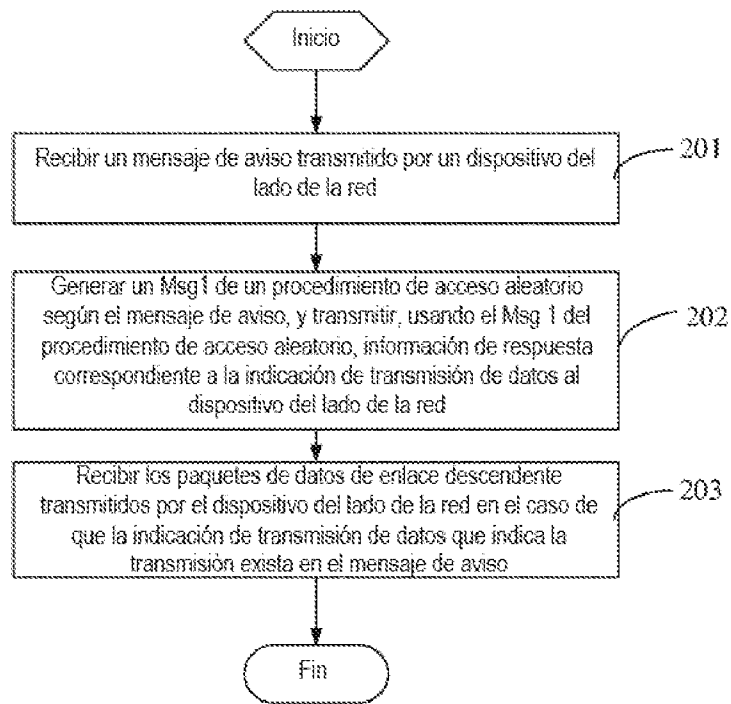 Inicio
Recibir un mensaje de aviso transmitido por un dispositivo del
lado de la red
201
Generar un Msg1 de un procedimiento de acceso aleatorio
según el mensaje de aviso, y transmitir, usando el Msg 1 del
procedimiento de acceso aleatorio, información de respuesta
correspondiente a la indicación de transmisión de datos al
dispositivo del lado de la red
202
Recibir los paquetes de datos de enlace descendente
transmitidos por el dispositivo del lado de la red en el caso de
que la indicación de transmisión de datos que indica la
transmisión exista en el mensaje de aviso
203
Fin